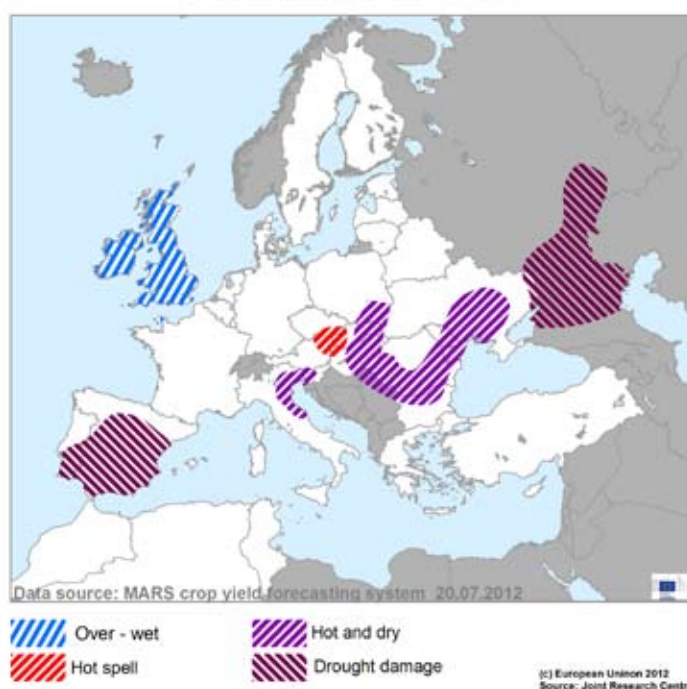 Data source: MARS crop yield forecasting system 20.07.2012
Over - wet
Hot and dry
Hot spell
Drought damage
(c) European Uninon 2012
Source: Joint Research Centr